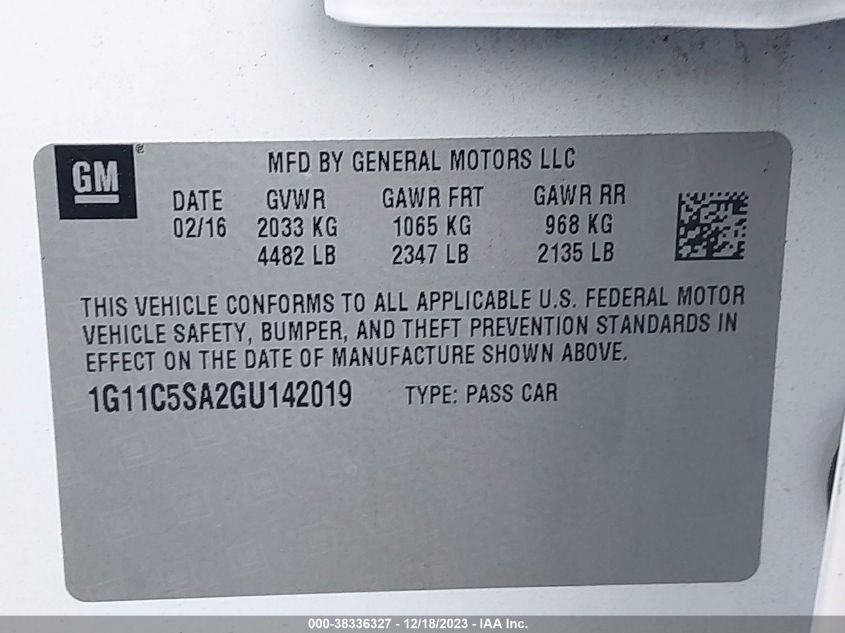 GM
MFD BY GENERAL MOTORS LLC
DATE GVWR GAWR FRT GAWR RR
02/16 2033 KG 1065 KG 968 KG
4482 LB 2347 LB 2135 LB
THIS VEHICLE CONFORMS TO ALL APPLICABLE U.S. FEDERAL MOTOR
VEHICLE SAFETY, BUMPER, AND THEFT PREVENTION STANDARDS IN
EFFECT ON THE DATE OF MANUFACTURE SHOWN ABOVE.
1G11C5SA2GU142019 TYPE: PASS CAR
000-38336327 - 12/18/2023 - IAA Inc.